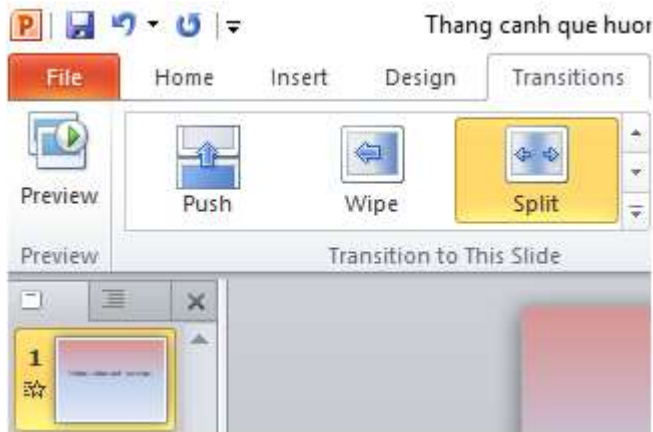 Thang canh que huor
File Home Insert Design Transitions
Push Wipe Split
Preview
Preview Transition to This Slide
1